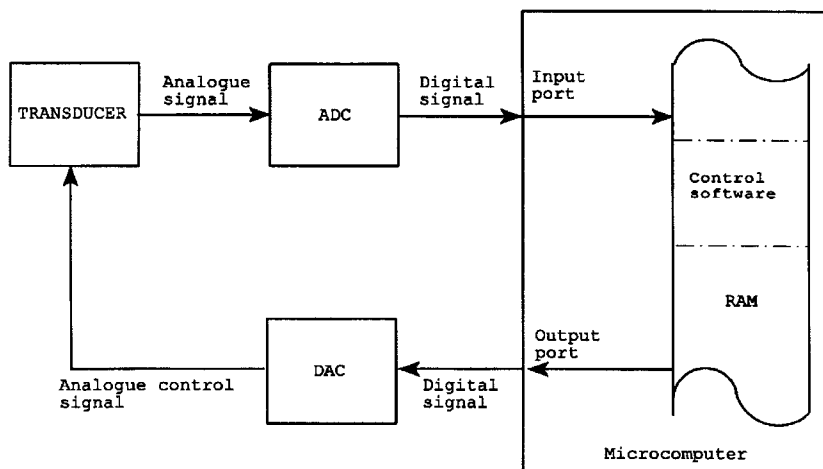 TRANSDUCER
Analogue
signal
ADC
Digital
signal
Input
port
Control
software
RAM
Output
port
Digital
signal
DAC
Analogue control
signal
Microcomputer